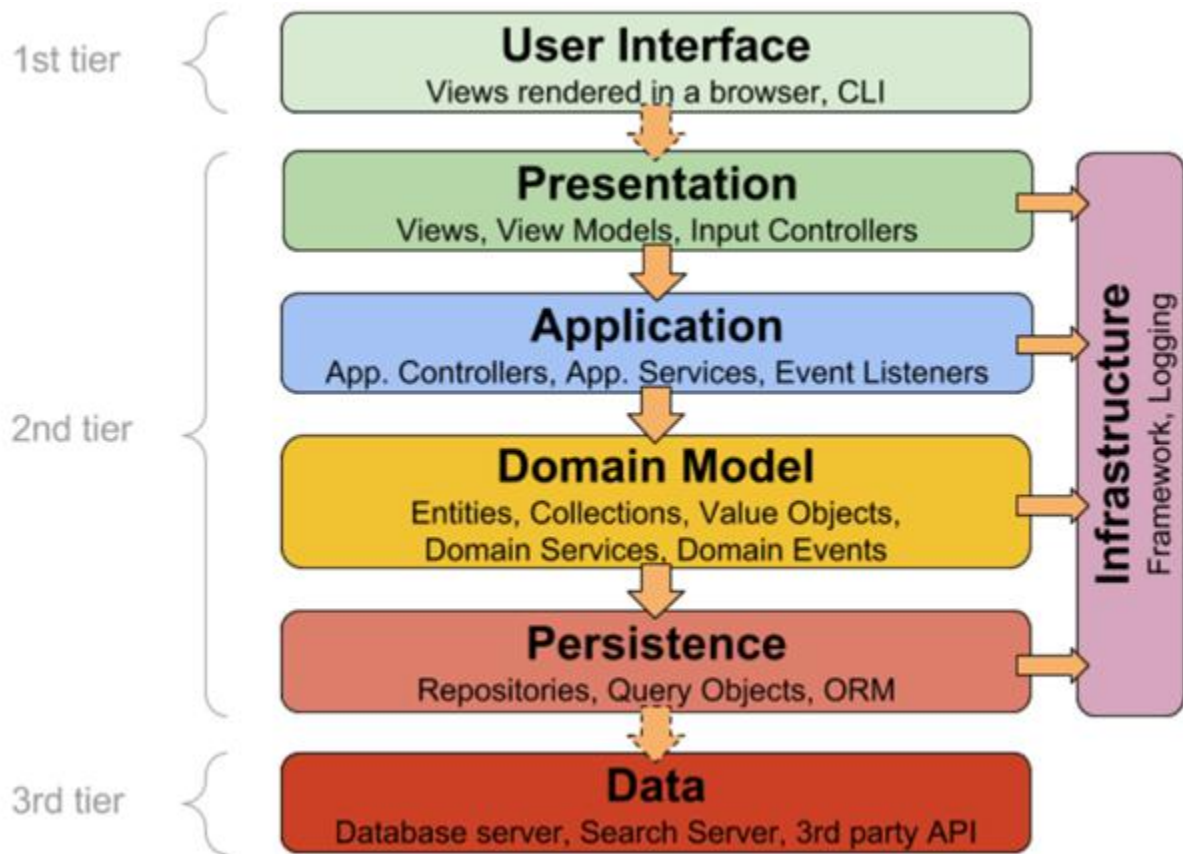 1st tier
User Interface
Views rendered in a browser, CLI
2nd tier
Presentation
Views, View Models, Input Controllers
Application
App. Controllers, App. Services, Event Listeners
Domain Model
Entities, Collections, Value Objects,
Domain Services, Domain Events
Persistence
Repositories, Query Objects, ORM
Infrastructure
Framework, Logging
3rd tier
Data
Database server, Search Server, 3rd party API